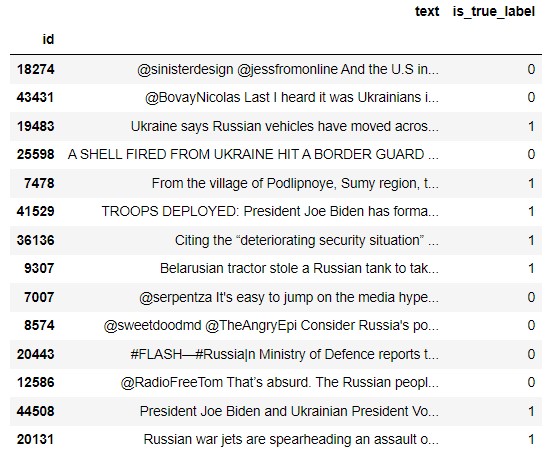 text is_true_label
id
18274 @sinisterdesign @jessfromonline And the U.S in... 0
43431 @BovayNicolas Last I heard it was Ukrainians i... 0
19483 Ukraine says Russian vehicles have moved acros... 1
25598 A SHELL FIRED FROM UKRAINE HIT A BORDER GUARD ... 0
7478 From the village of Podlipnoye, Sumy region, t... 1
41529 TROOPS DEPLOYED: President Joe Biden has forma... 1
36136 Citing the “deteriorating security situation” ... 1
9307 Belarusian tractor stole a Russian tank to tak... 1
7007 @serpentza It's easy to jump on the media hype... 0
8574 @sweetdoodmd @TheAngryEpi Consider Russia's po... 0
20443 #FLASH—#Russia|n Ministry of Defence reports t... 0
12586 @RadioFreeTom That’s absurd. The Russian peopl... 0
44508 President Joe Biden and Ukrainian President Vo... 1
20131 Russian war jets are spearheading an assault o... 1